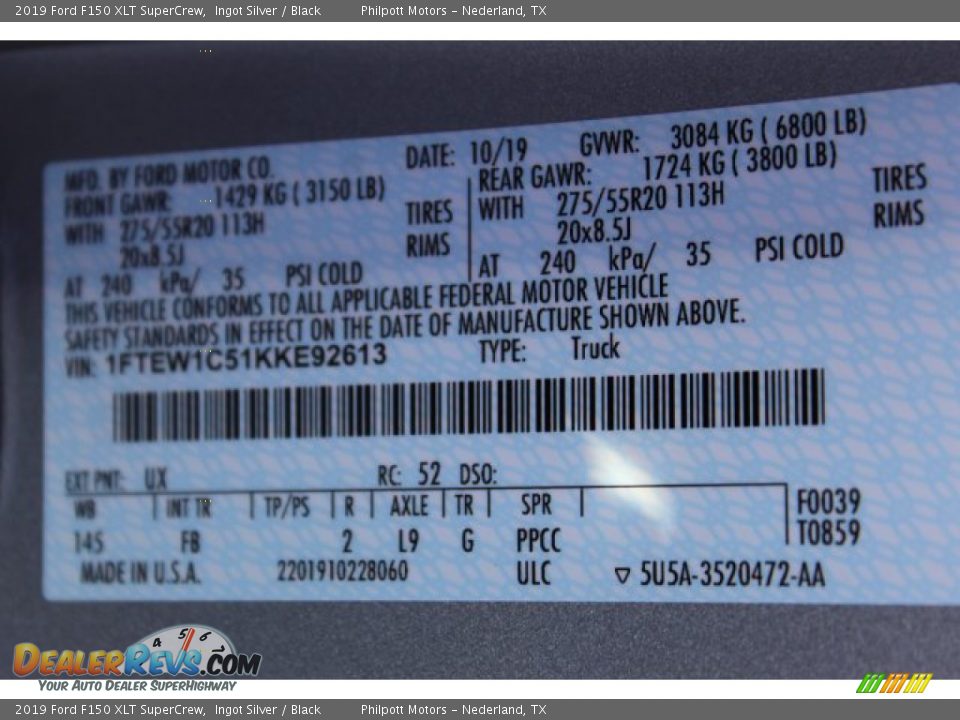 2019 Ford F150 XLT SuperCrew, Ingot Silver / Black Philpott Motors – Nederland, TX
MFD. BY FORD MOTOR CO. DATE: 10/19 GVWR: 3084 KG ( 6800 LB)
FRONT GAWR: 1429 KG ( 3150 LB) REAR GAWR: 1724 KG ( 3800 LB)
WITH 275/55R20 113H TIRES WITH 275/55R20 113H TIRES
20x8.5J RIMS 20x8.5J RIMS
AT 240 kPa/ 35 PSI COLD AT 240 kPa/ 35 PSI COLD
THIS VEHICLE CONFORMS TO ALL APPLICABLE FEDERAL MOTOR VEHICLE
SAFETY STANDARDS IN EFFECT ON THE DATE OF MANUFACTURE SHOWN ABOVE.
VIN: 1FTEW1C51KKE92613 TYPE: Truck
EXT PNT: UX RC: 52 DSO:
WB INT TR TP/PS R AXLE TR SPR F0039
145 FB 2 L9 G PPCC T0859
MADE IN U.S.A. 2201910228060 ULC ▽ 5U5A-3520472-AA
DEALERREVS.COM
YOUR AUTO DEALER SUPERHIGHWAY
2019 Ford F150 XLT SuperCrew, Ingot Silver / Black Philpott Motors – Nederland, TX